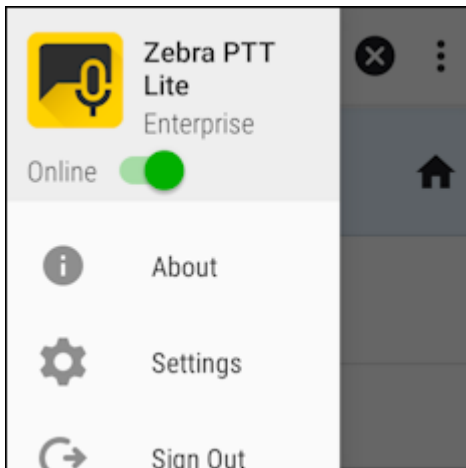 Zebra PTT
Lite
Enterprise
Online
About
Settings
Sign Out